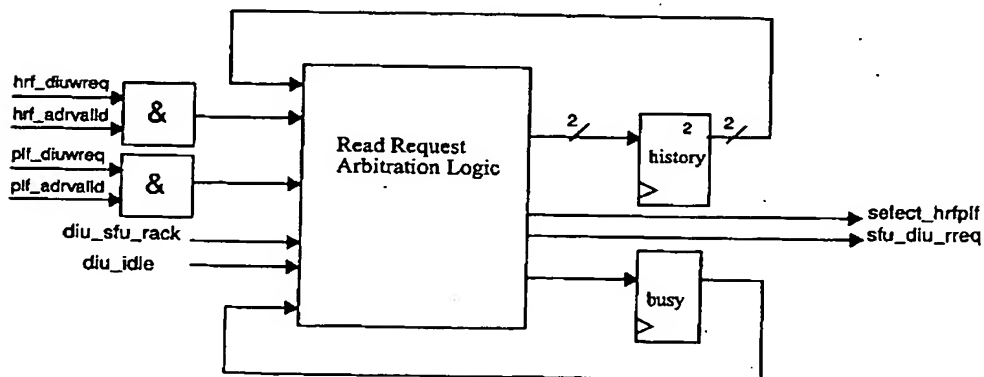 hrf_diuwreq
hrf_adrvalid
&
plf_diuwreq
plf_adrvalid
&
diu_sfu_rack
diu_idle
Read Request
Arbitration Logic
2
2
2
history
select_hrfplf
sfu_diu_rreq
busy